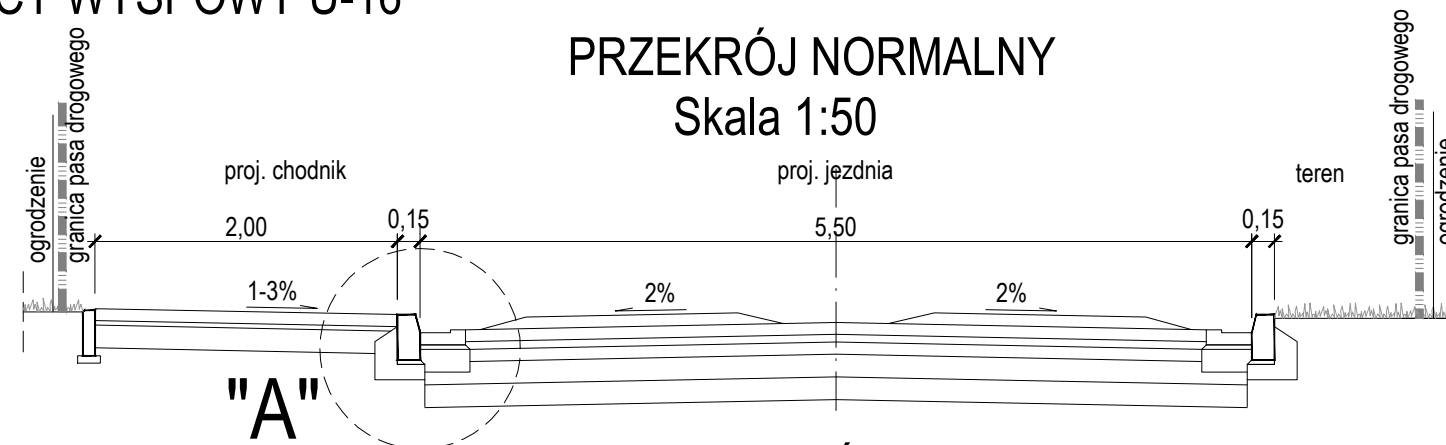 PRZEKRÓJ NORMALNY
Skala 1:50
ogrodzenie
granica pasa drogowego
proj. chodnik
proj. jezdnia
teren
granica pasa drogowego
ogrodzenie
2,00
0,15
5,50
0,15
1-3%
2%
2%
"A"